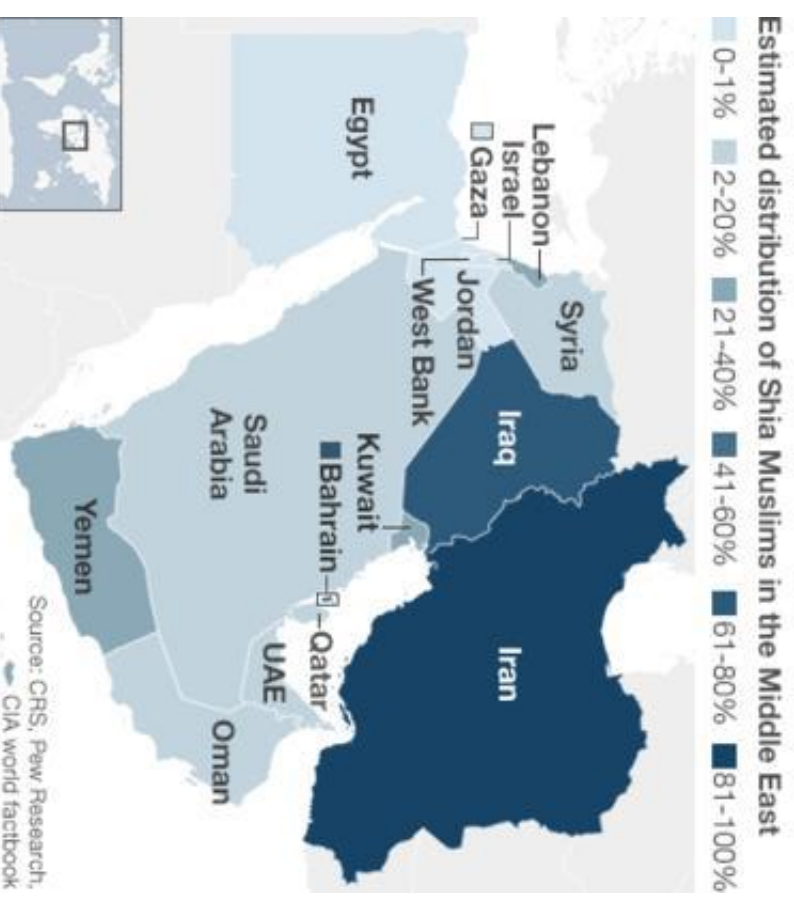 Estimated distribution of Shia Muslims in the Middle East
0-1% 2-20% 21-40% 41-60% 61-80% 81-100%
Lebanon
Israel
Gaza
Syria
Jordan
West Bank
Egypt
Iraq
Iran
Kuwait
Bahrain
Qatar
Saudi
Arabia
UAE
Oman
Yemen
Source: CRS, Pew Research,
CIA world factbook